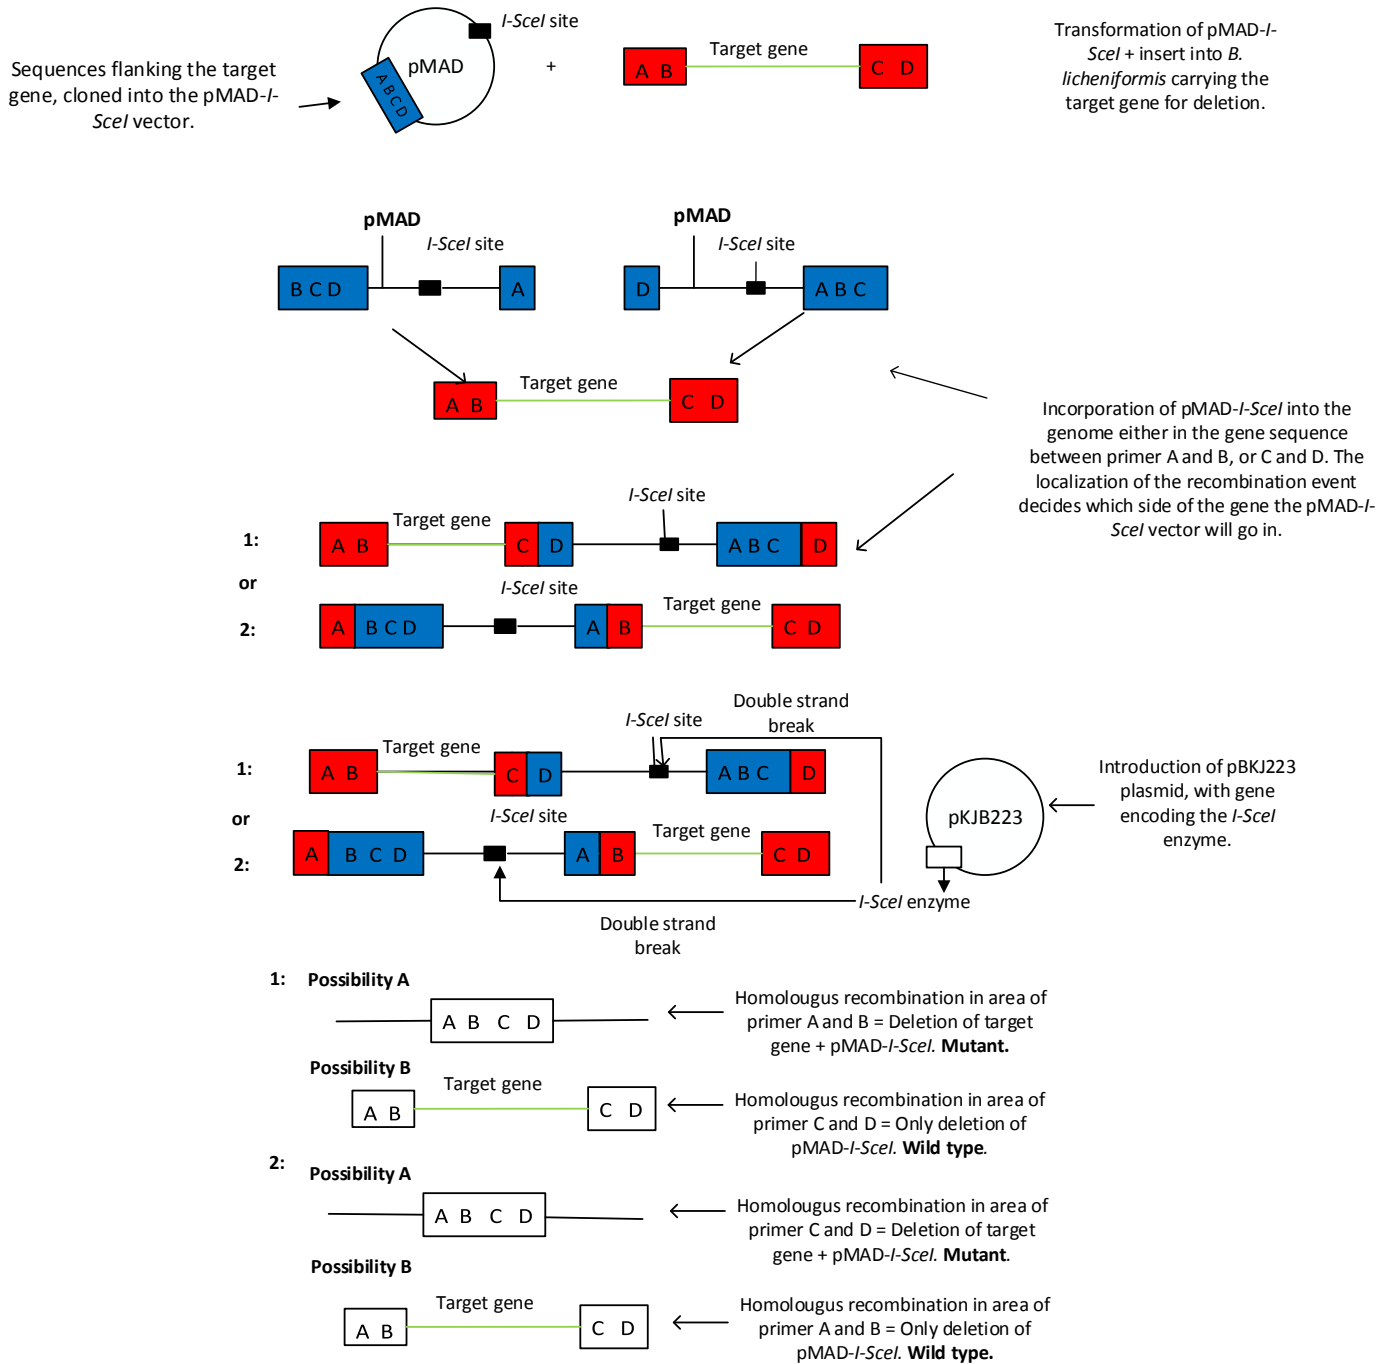 I-SceI site
pMAD
A B C D
+
Sequences flanking the target
gene, cloned into the pMAD-I-
SceI vector.
A B
Target gene
C D
Transformation of pMAD-I-
SceI + insert into B.
licheniformis carrying the
target gene for deletion.
pMAD
I-SceI site
B C D
A
pMAD
I-SceI site
D
A B C
A B
Target gene
C D
Incorporation of pMAD-I-SceI into the
genome either in the gene sequence
between primer A and B, or C and D. The
localization of the recombination event
decides which side of the gene the pMAD-I-
SceI vector will go in.
1:
A B
Target gene
C
D
I-SceI site
A B C
D
or
2:
A
B C D
I-SceI site
A
B
Target gene
C D
1:
A B
Target gene
C
D
I-SceI site
Double strand
break
A B C
D
or
2:
A
B C D
I-SceI site
A
B
Target gene
C D
Double strand
break
I-SceI enzyme
pKJB223
Introduction of pBKJ223
plasmid, with gene
encoding the I-SceI
enzyme.
1:
Possibility A
A B C D
Homolougus recombination in area of
primer A and B = Deletion of target
gene + pMAD-I-SceI. Mutant.
Possibility B
A B
Target gene
C D
Homolougus recombination in area of
primer C and D = Only deletion of
pMAD-I-SceI. Wild type.
2:
Possibility A
A B C D
Homolougus recombination in area of
primer C and D = Deletion of target
gene + pMAD-I-SceI. Mutant.
Possibility B
A B
Target gene
C D
Homolougus recombination in area of
primer A and B = Only deletion of
pMAD-I-SceI. Wild type.